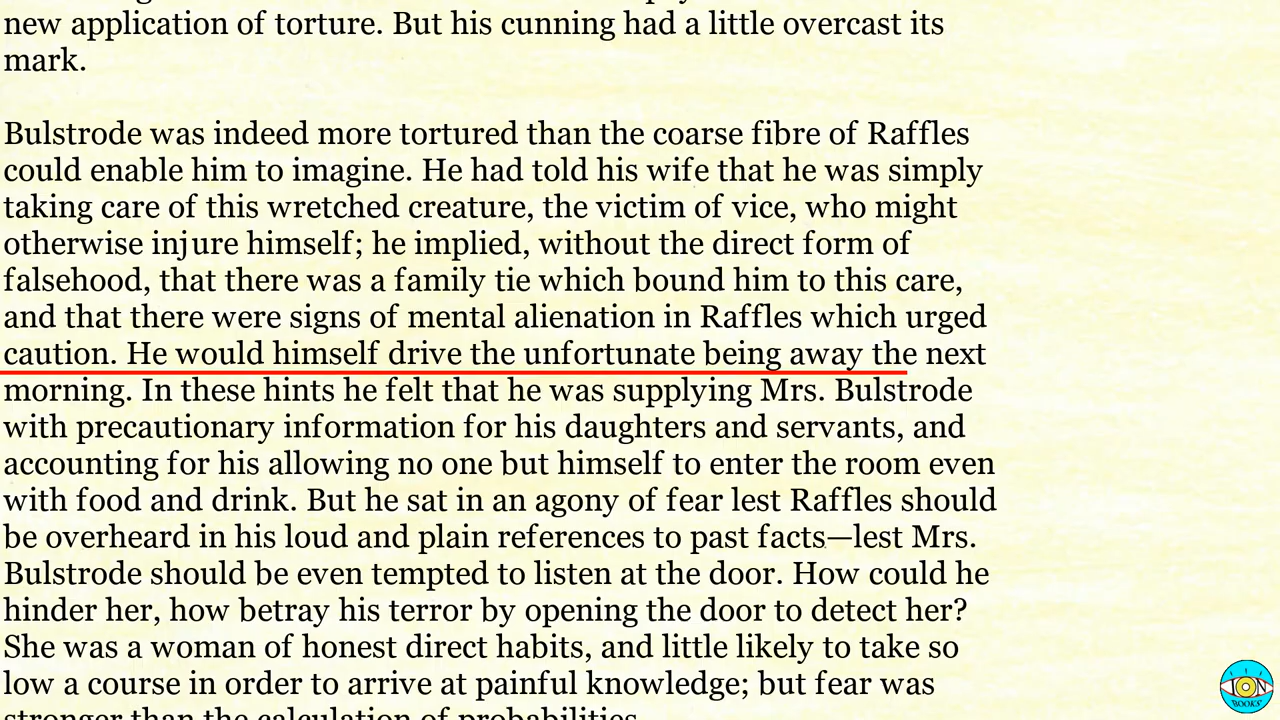 new application of torture. But his cunning had a little overcast its
mark.
Bulstrode was indeed more tortured than the coarse fibre of Raffles
could enable him to imagine. He had told his wife that he was simply
taking care of this wretched creature, the victim of vice, who might
otherwise injure himself; he implied, without the direct form of
falsehood, that there was a family tie which bound him to this care,
and that there were signs of mental alienation in Raffles which urged
caution. He would himself drive the unfortunate being away the next
morning. In these hints he felt that he was supplying Mrs. Bulstrode
with precautionary information for his daughters and servants, and
accounting for his allowing no one but himself to enter the room even
with food and drink. But he sat in an agony of fear lest Raffles should
be overheard in his loud and plain references to past facts—lest Mrs.
Bulstrode should be even tempted to listen at the door. How could he
hinder her, how betray his terror by opening the door to detect her?
She was a woman of honest direct habits, and little likely to take so
low a course in order to arrive at painful knowledge; but fear was
stronger than the calculation of probabilities.
ION
BOOKS